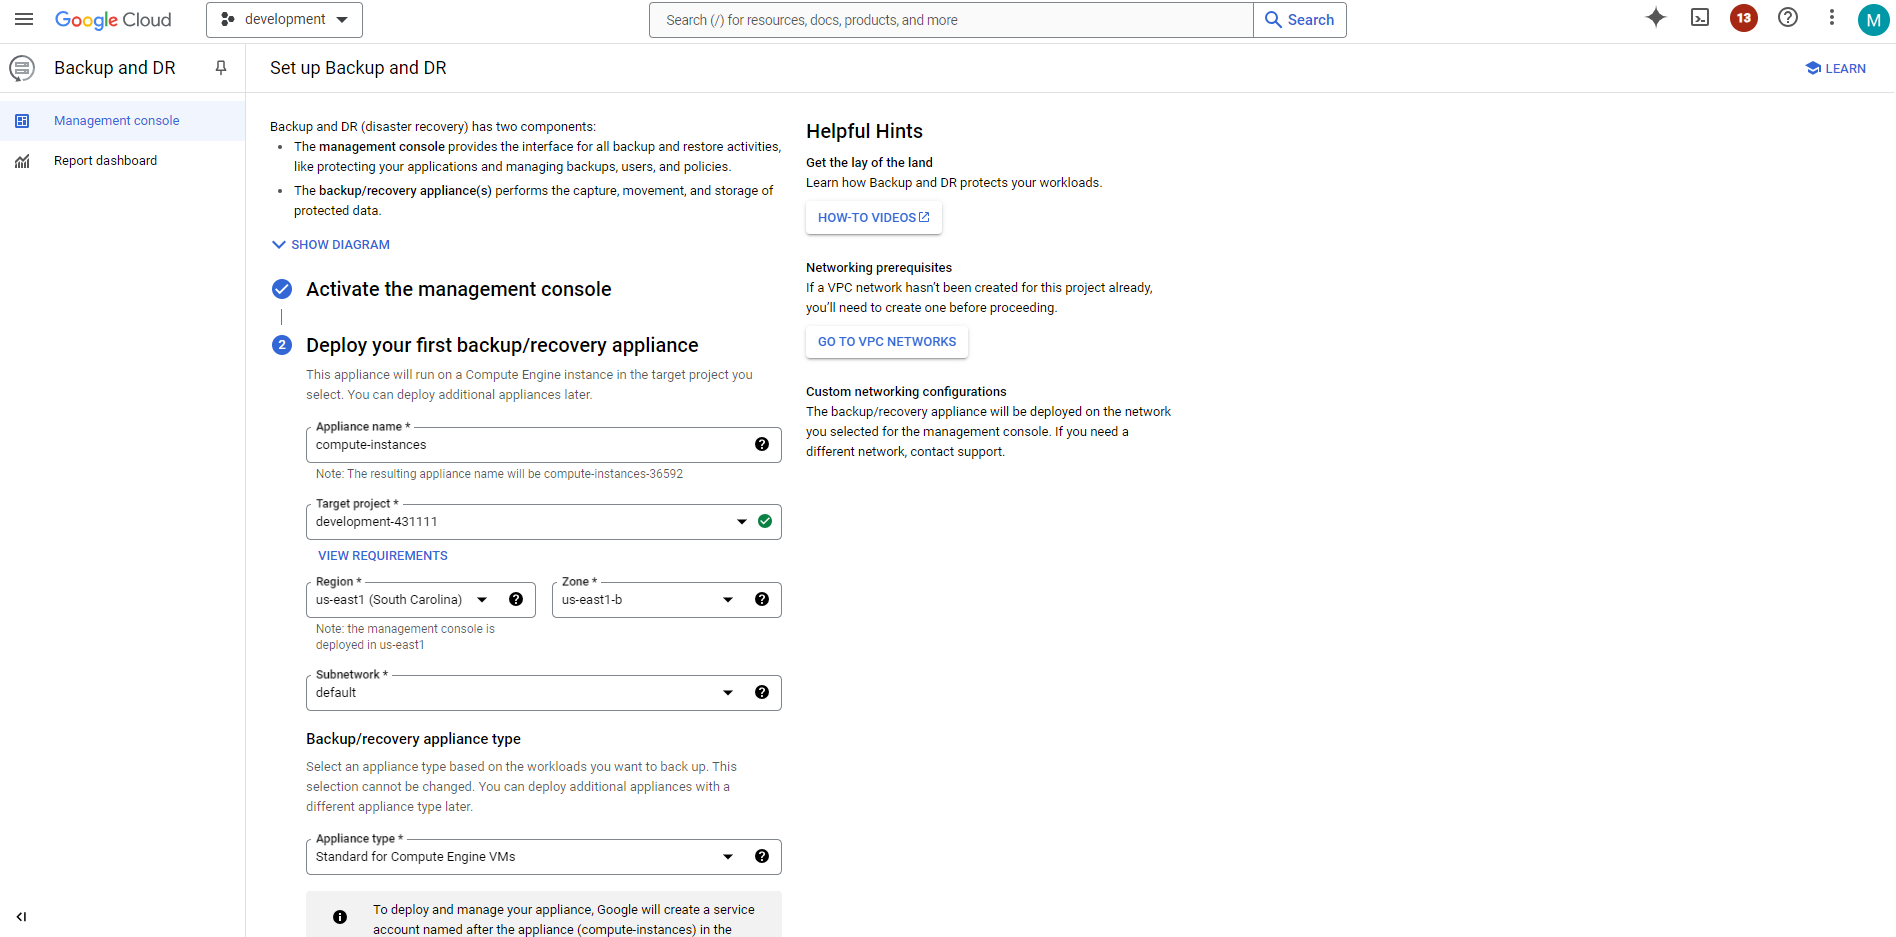 Google Cloud
development
Search (/) for resources, docs, products, and more
Search
13
M
Backup and DR
Set up Backup and DR
LEARN
Management console
Report dashboard
Backup and DR (disaster recovery) has two components:
The management console provides the interface for all backup and restore activities,
like protecting your applications and managing backups, users, and policies.
The backup/recovery appliance(s) performs the capture, movement, and storage of
protected data.
SHOW DIAGRAM
Activate the management console
2
Deploy your first backup/recovery appliance
This appliance will run on a Compute Engine instance in the target project you
select. You can deploy additional appliances later.
Appliance name *
compute-instances
Note: The resulting appliance name will be compute-instances-36592
Target project *
development-431111
VIEW REQUIREMENTS
Region *
us-east1 (South Carolina)
Zone *
us-east1-b
Note: the management console is
deployed in us-east1
Subnetwork *
default
Backup/recovery appliance type
Select an appliance type based on the workloads you want to back up. This
selection cannot be changed. You can deploy additional appliances with a
different appliance type later.
Appliance type *
Standard for Compute Engine VMs
To deploy and manage your appliance, Google will create a service
account named after the appliance (compute-instances) in the
Helpful Hints
Get the lay of the land
Learn how Backup and DR protects your workloads.
HOW-TO VIDEOS
Networking prerequisites
If a VPC network hasn't been created for this project already,
you'll need to create one before proceeding.
GO TO VPC NETWORKS
Custom networking configurations
The backup/recovery appliance will be deployed on the network
you selected for the management console. If you need a
different network, contact support.